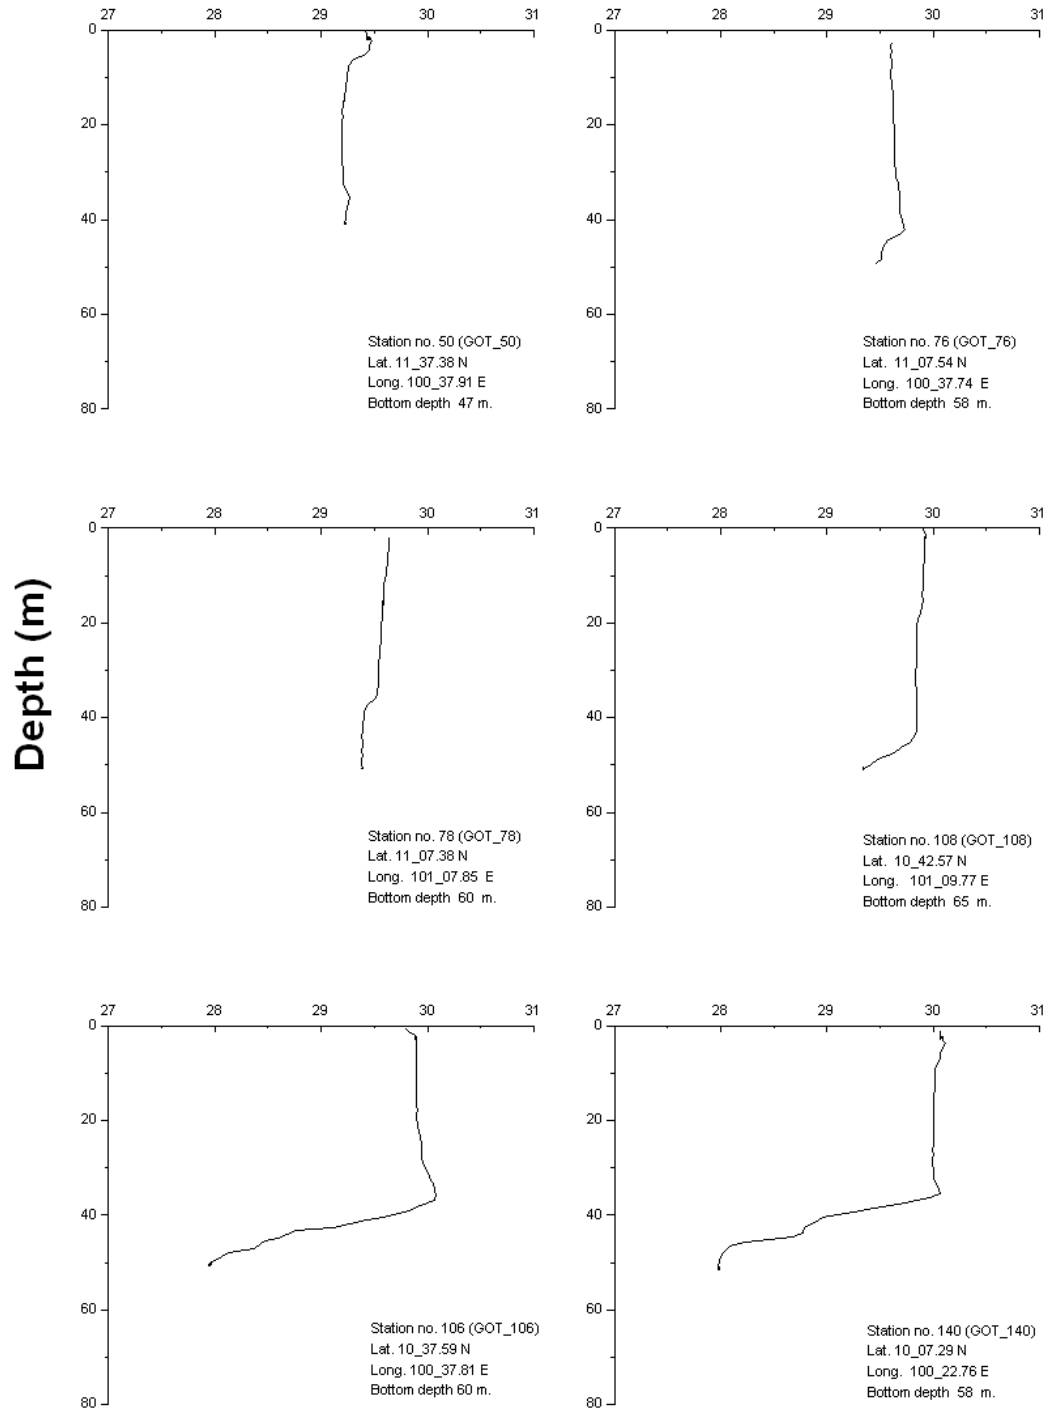 27 28 29 30 31
0
20
40
60
80
Station no. 50 (GOT_50)
Lat. 11_37.38 N
Long. 100_37.91 E
Bottom depth 47 m.
27 28 29 30 31
0
20
40
60
80
Station no. 76 (GOT_76)
Lat. 11_07.54 N
Long. 100_37.74 E
Bottom depth 58 m.
Depth (m)
27 28 29 30 31
0
20
40
60
80
Station no. 78 (GOT_78)
Lat. 11_07.38 N
Long. 101_07.85 E
Bottom depth 60 m.
27 28 29 30 31
0
20
40
60
80
Station no. 108 (GOT_108)
Lat. 10_42.57 N
Long. 101_09.77 E
Bottom depth 65 m.
27 28 29 30 31
0
20
40
60
80
Station no. 106 (GOT_106)
Lat. 10_37.59 N
Long. 100_37.81 E
Bottom depth 60 m.
27 28 29 30 31
0
20
40
60
80
Station no. 140 (GOT_140)
Lat. 10_07.29 N
Long. 100_22.76 E
Bottom depth 58 m.